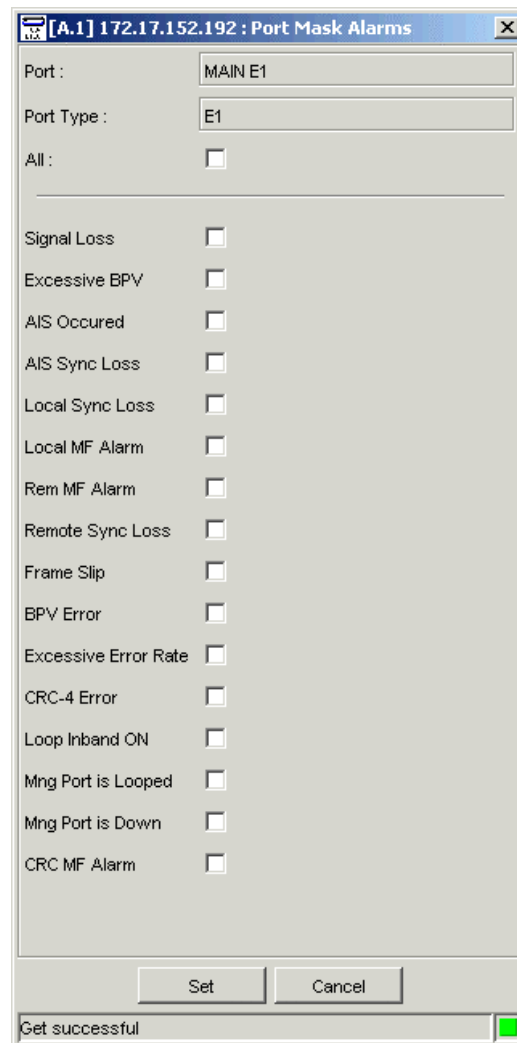 [A.1] 172.17.152.192 : Port Mask Alarms
Port : MAIN E1
Port Type : E1
All :
Signal Loss
Excessive BPV
AIS Occured
AIS Sync Loss
Local Sync Loss
Local MF Alarm
Rem MF Alarm
Remote Sync Loss
Frame Slip
BPV Error
Excessive Error Rate
CRC-4 Error
Loop Inband ON
Mng Port is Looped
Mng Port is Down
CRC MF Alarm
Set Cancel
Get successful